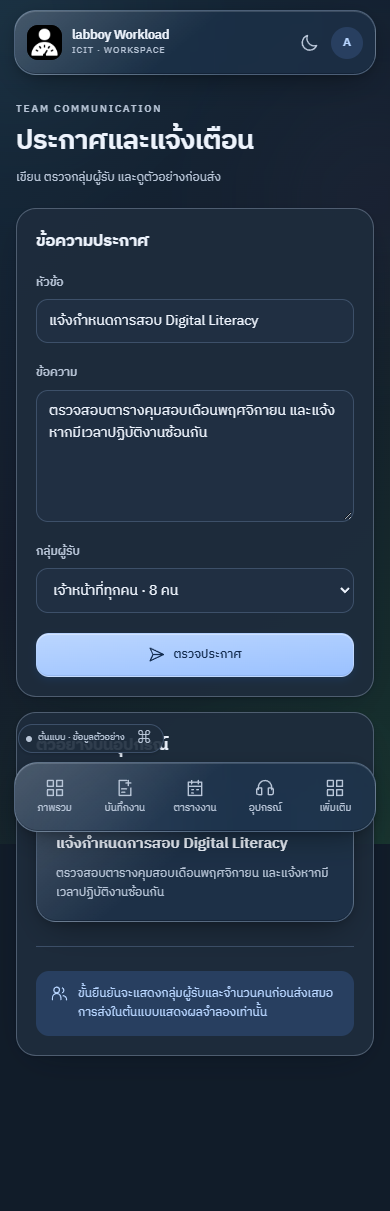 labboy Workload
ICIT · WORKSPACE
A
TEAM COMMUNICATION
ประกาศและแจ้งเตือน
เขียน ตรวจกลุ่มผู้รับ และดูตัวอย่างก่อนส่ง
ข้อความประกาศ
หัวข้อ
แจ้งกำหนดการสอบ Digital Literacy
ข้อความ
ตรวจสอบตารางคุมสอบเดือนพฤศจิกายน และแจ้ง
หากมีเวลาปฏิบัติงานซ้อนกัน
กลุ่มผู้รับ
เจ้าหน้าที่ทุกคน · 8 คน
ตรวจประกาศ
ตัวอย่างบนอุปกรณ์
ต้นแบบ · ข้อมูลตัวอย่าง ⌘
ภาพรวม
บันทึกงาน
ตารางงาน
อุปกรณ์
เพิ่มเติม
แจ้งกำหนดการสอบ Digital Literacy
ตรวจสอบตารางคุมสอบเดือนพฤศจิกายน และแจ้งหากมี
เวลาปฏิบัติงานซ้อนกัน
ขั้นยืนยันจะแสดงกลุ่มผู้รับและจำนวนคนก่อนส่งเสมอ
การส่งในต้นแบบแสดงผลจำลองเท่านั้น